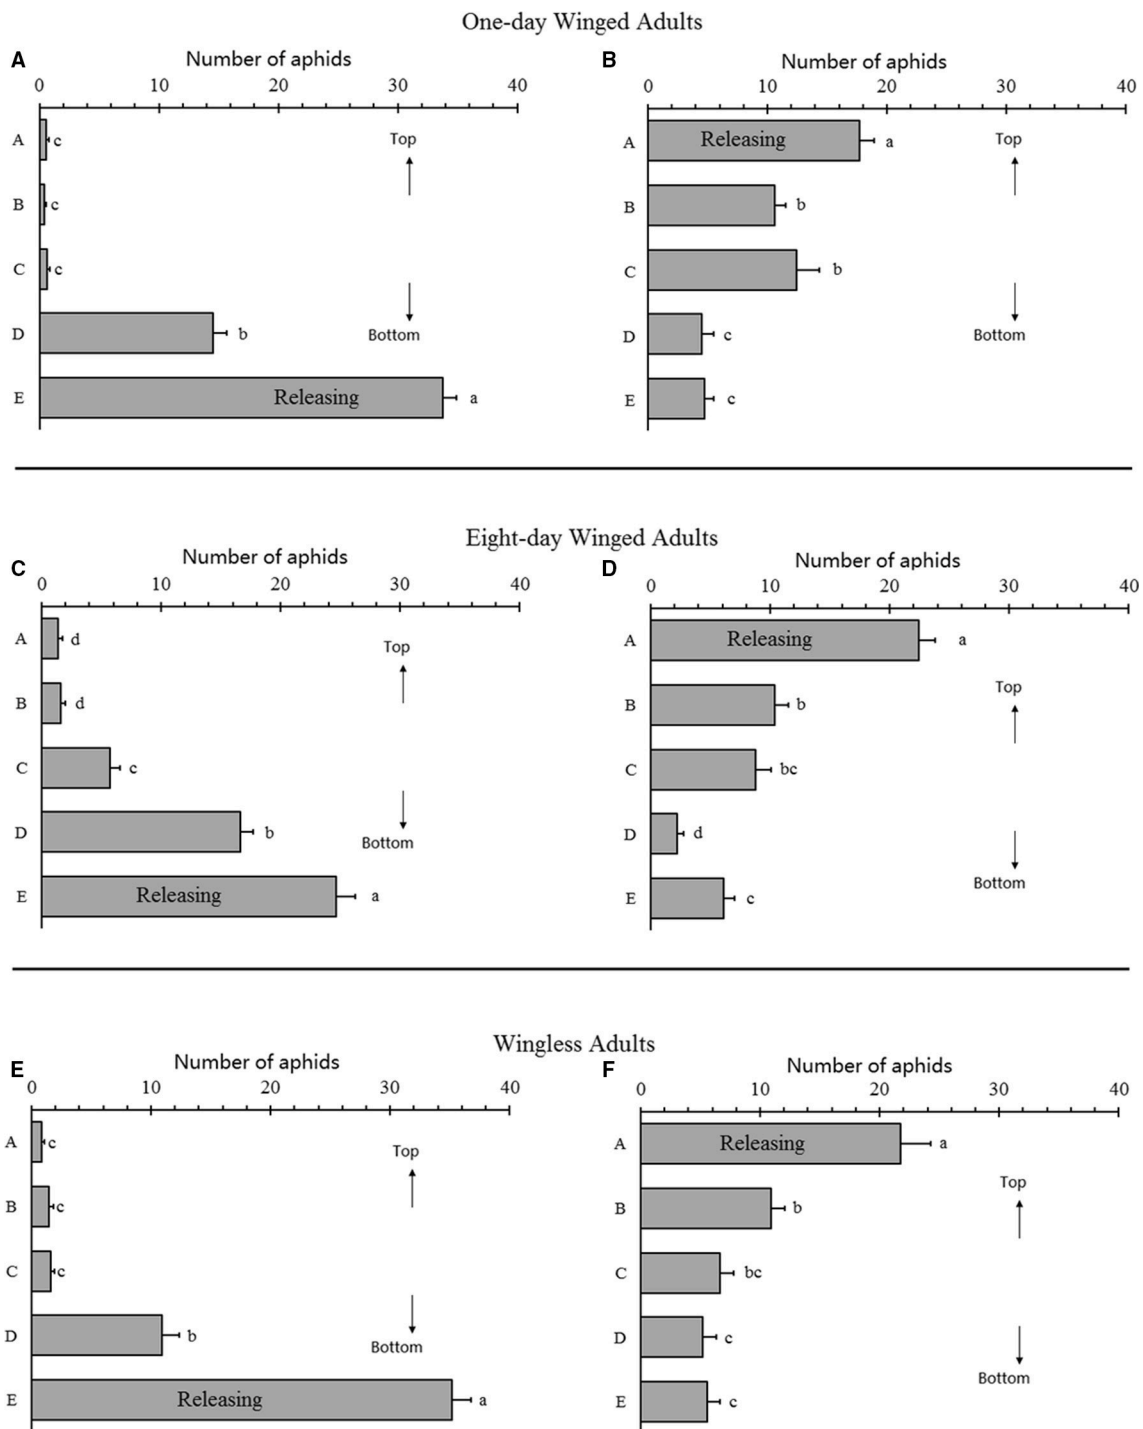 One-day Winged Adults
A
Number of aphids
0 10 20 30 40
A c
Top
B c
C c
D b
Bottom
E Releasing a
B
Number of aphids
0 10 20 30 40
A Releasing a
Top
B b
C b
D c
Bottom
E c
Eight-day Winged Adults
C
Number of aphids
0 10 20 30 40
A d
Top
B d
C c
D b
Bottom
E Releasing a
D
Number of aphids
0 10 20 30 40
A Releasing a
Top
B b
C bc
D d
Bottom
E c
Wingless Adults
E
Number of aphids
0 10 20 30 40
A c
Top
B c
C c
D b
Bottom
E Releasing a
F
Number of aphids
0 10 20 30 40
A Releasing a
Top
B b
C bc
D c
Bottom
E c